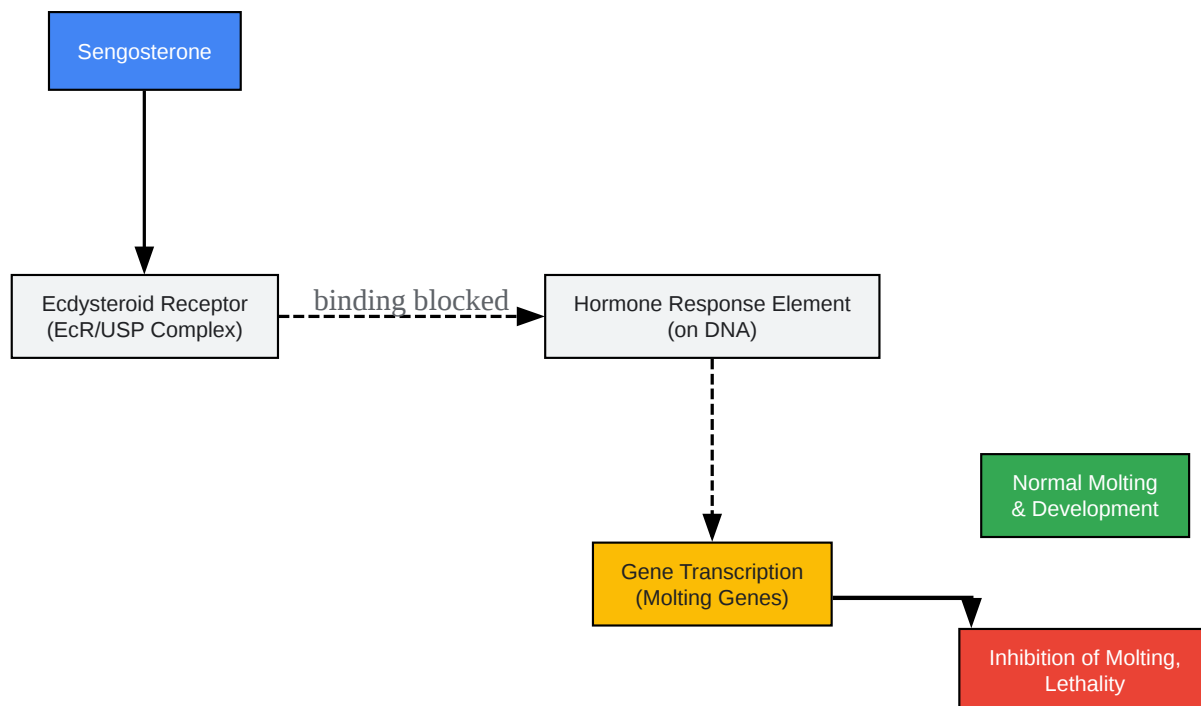 Sengosterone
Ecdysteroid Receptor
(EcR/USP Complex)
binding blocked
Hormone Response Element
(on DNA)
Normal Molting
& Development
Gene Transcription
(Molting Genes)
Inhibition of Molting,
Lethality